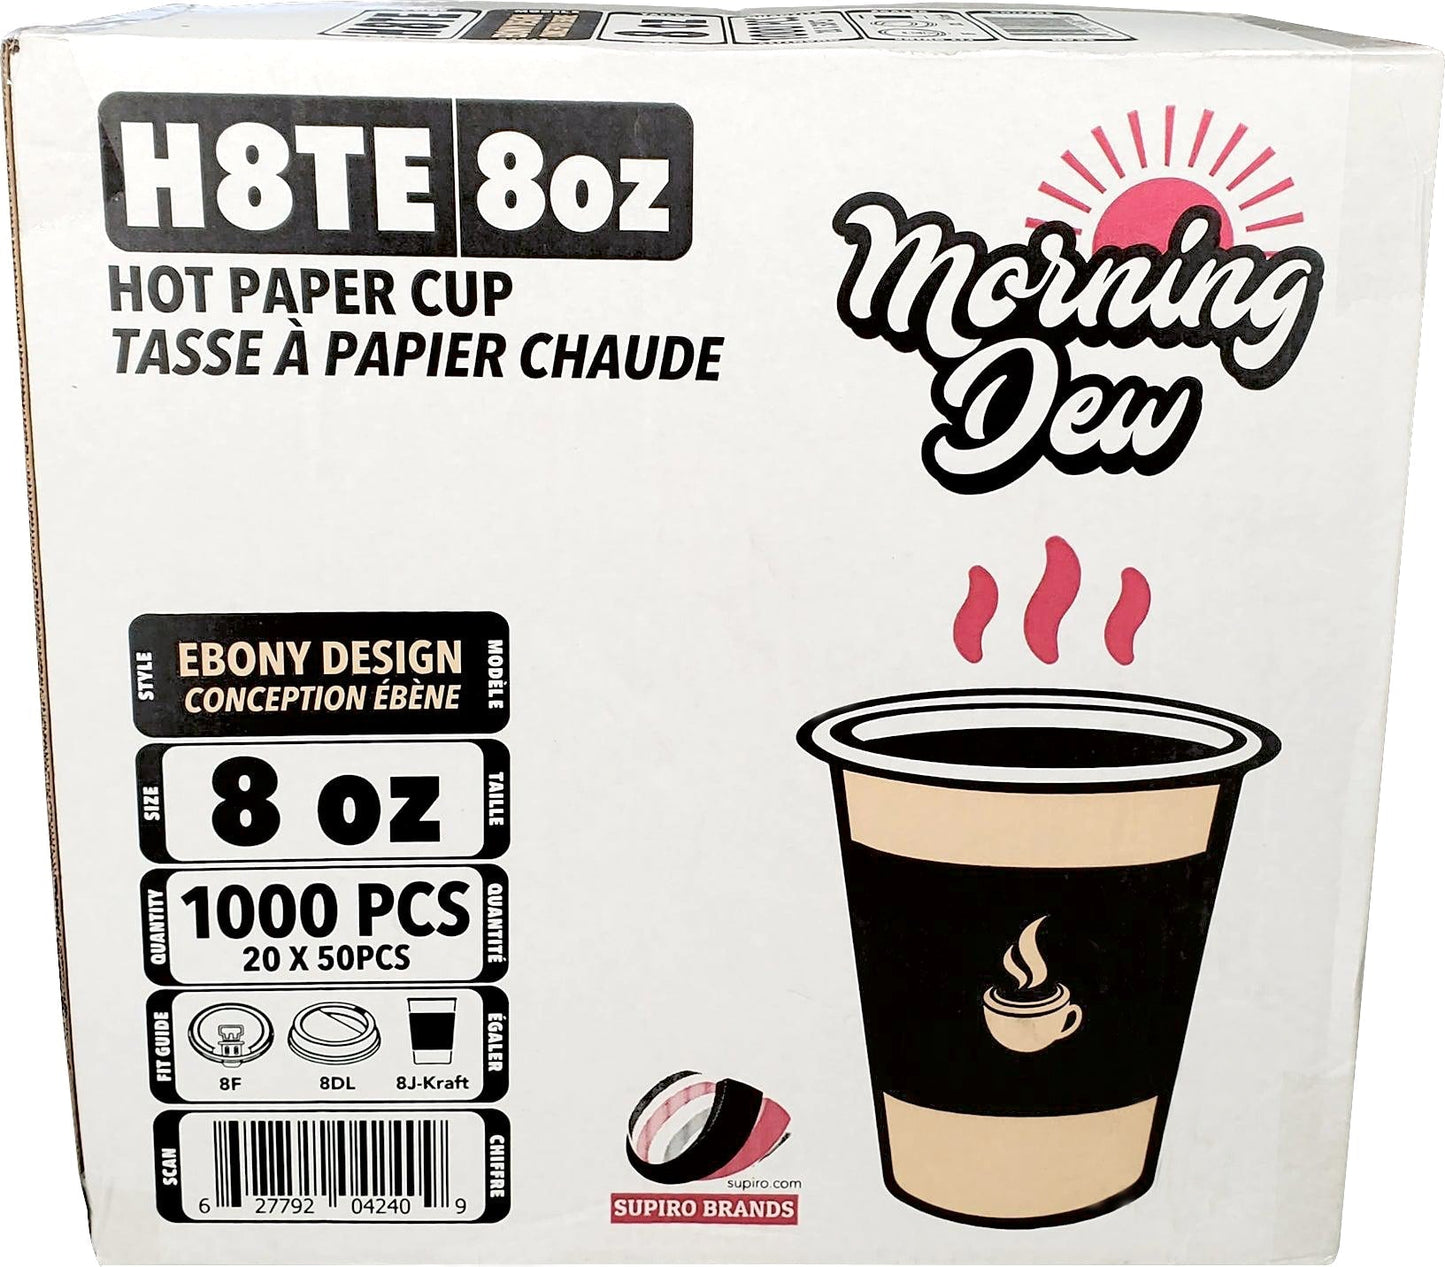 H8TE 8oz
HOT PAPER CUP
TASSE À PAPIER CHAUDE
Morning
Dew
STYLE
EBONY DESIGN
CONCEPTION ÉBÈNE
MODÈLE
SIZE
8 oz
TAILLE
QUANTITY
1000 PCS
20 X 50PCS
QUANTITÉ
FIT GUIDE
8F 8DL 8J-Kraft
ÉGALER
SCAN
6 27792 04240 9
CHIFFRE
supiro.com
SUPIRO BRANDS